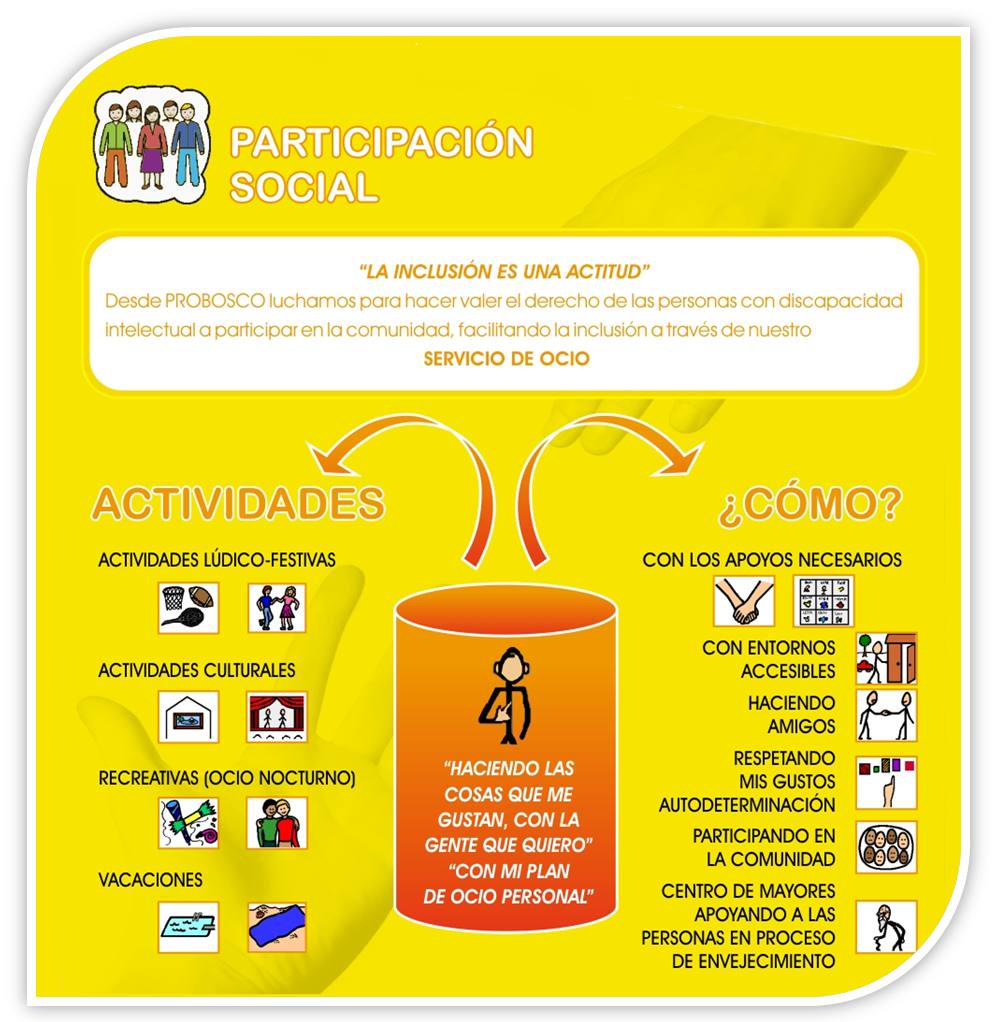 PARTICIPACIÓN
SOCIAL
“LA INCLUSIÓN ES UNA ACTITUD”
Desde PROBOSCO luchamos para hacer valer el derecho de las personas con discapacidad
intelectual a participar en la comunidad, facilitando la inclusión a través de nuestro
SERVICIO DE OCIO
ACTIVIDADES
ACTIVIDADES LÚDICO-FESTIVAS
ACTIVIDADES CULTURALES
RECREATIVAS (OCIO NOCTURNO)
VACACIONES
“HACIENDO LAS
COSAS QUE ME
GUSTAN, CON LA
GENTE QUE QUIERO”
“CON MI PLAN
DE OCIO PERSONAL”
¿CÓMO?
CON LOS APOYOS NECESARIOS
CON ENTORNOS
ACCESIBLES
HACIENDO
AMIGOS
RESPETANDO
MIS GUSTOS
AUTODETERMINACIÓN
PARTICIPANDO EN
LA COMUNIDAD
CENTRO DE MAYORES
APOYANDO A LAS
PERSONAS EN PROCESO
DE ENVEJECIMIENTO